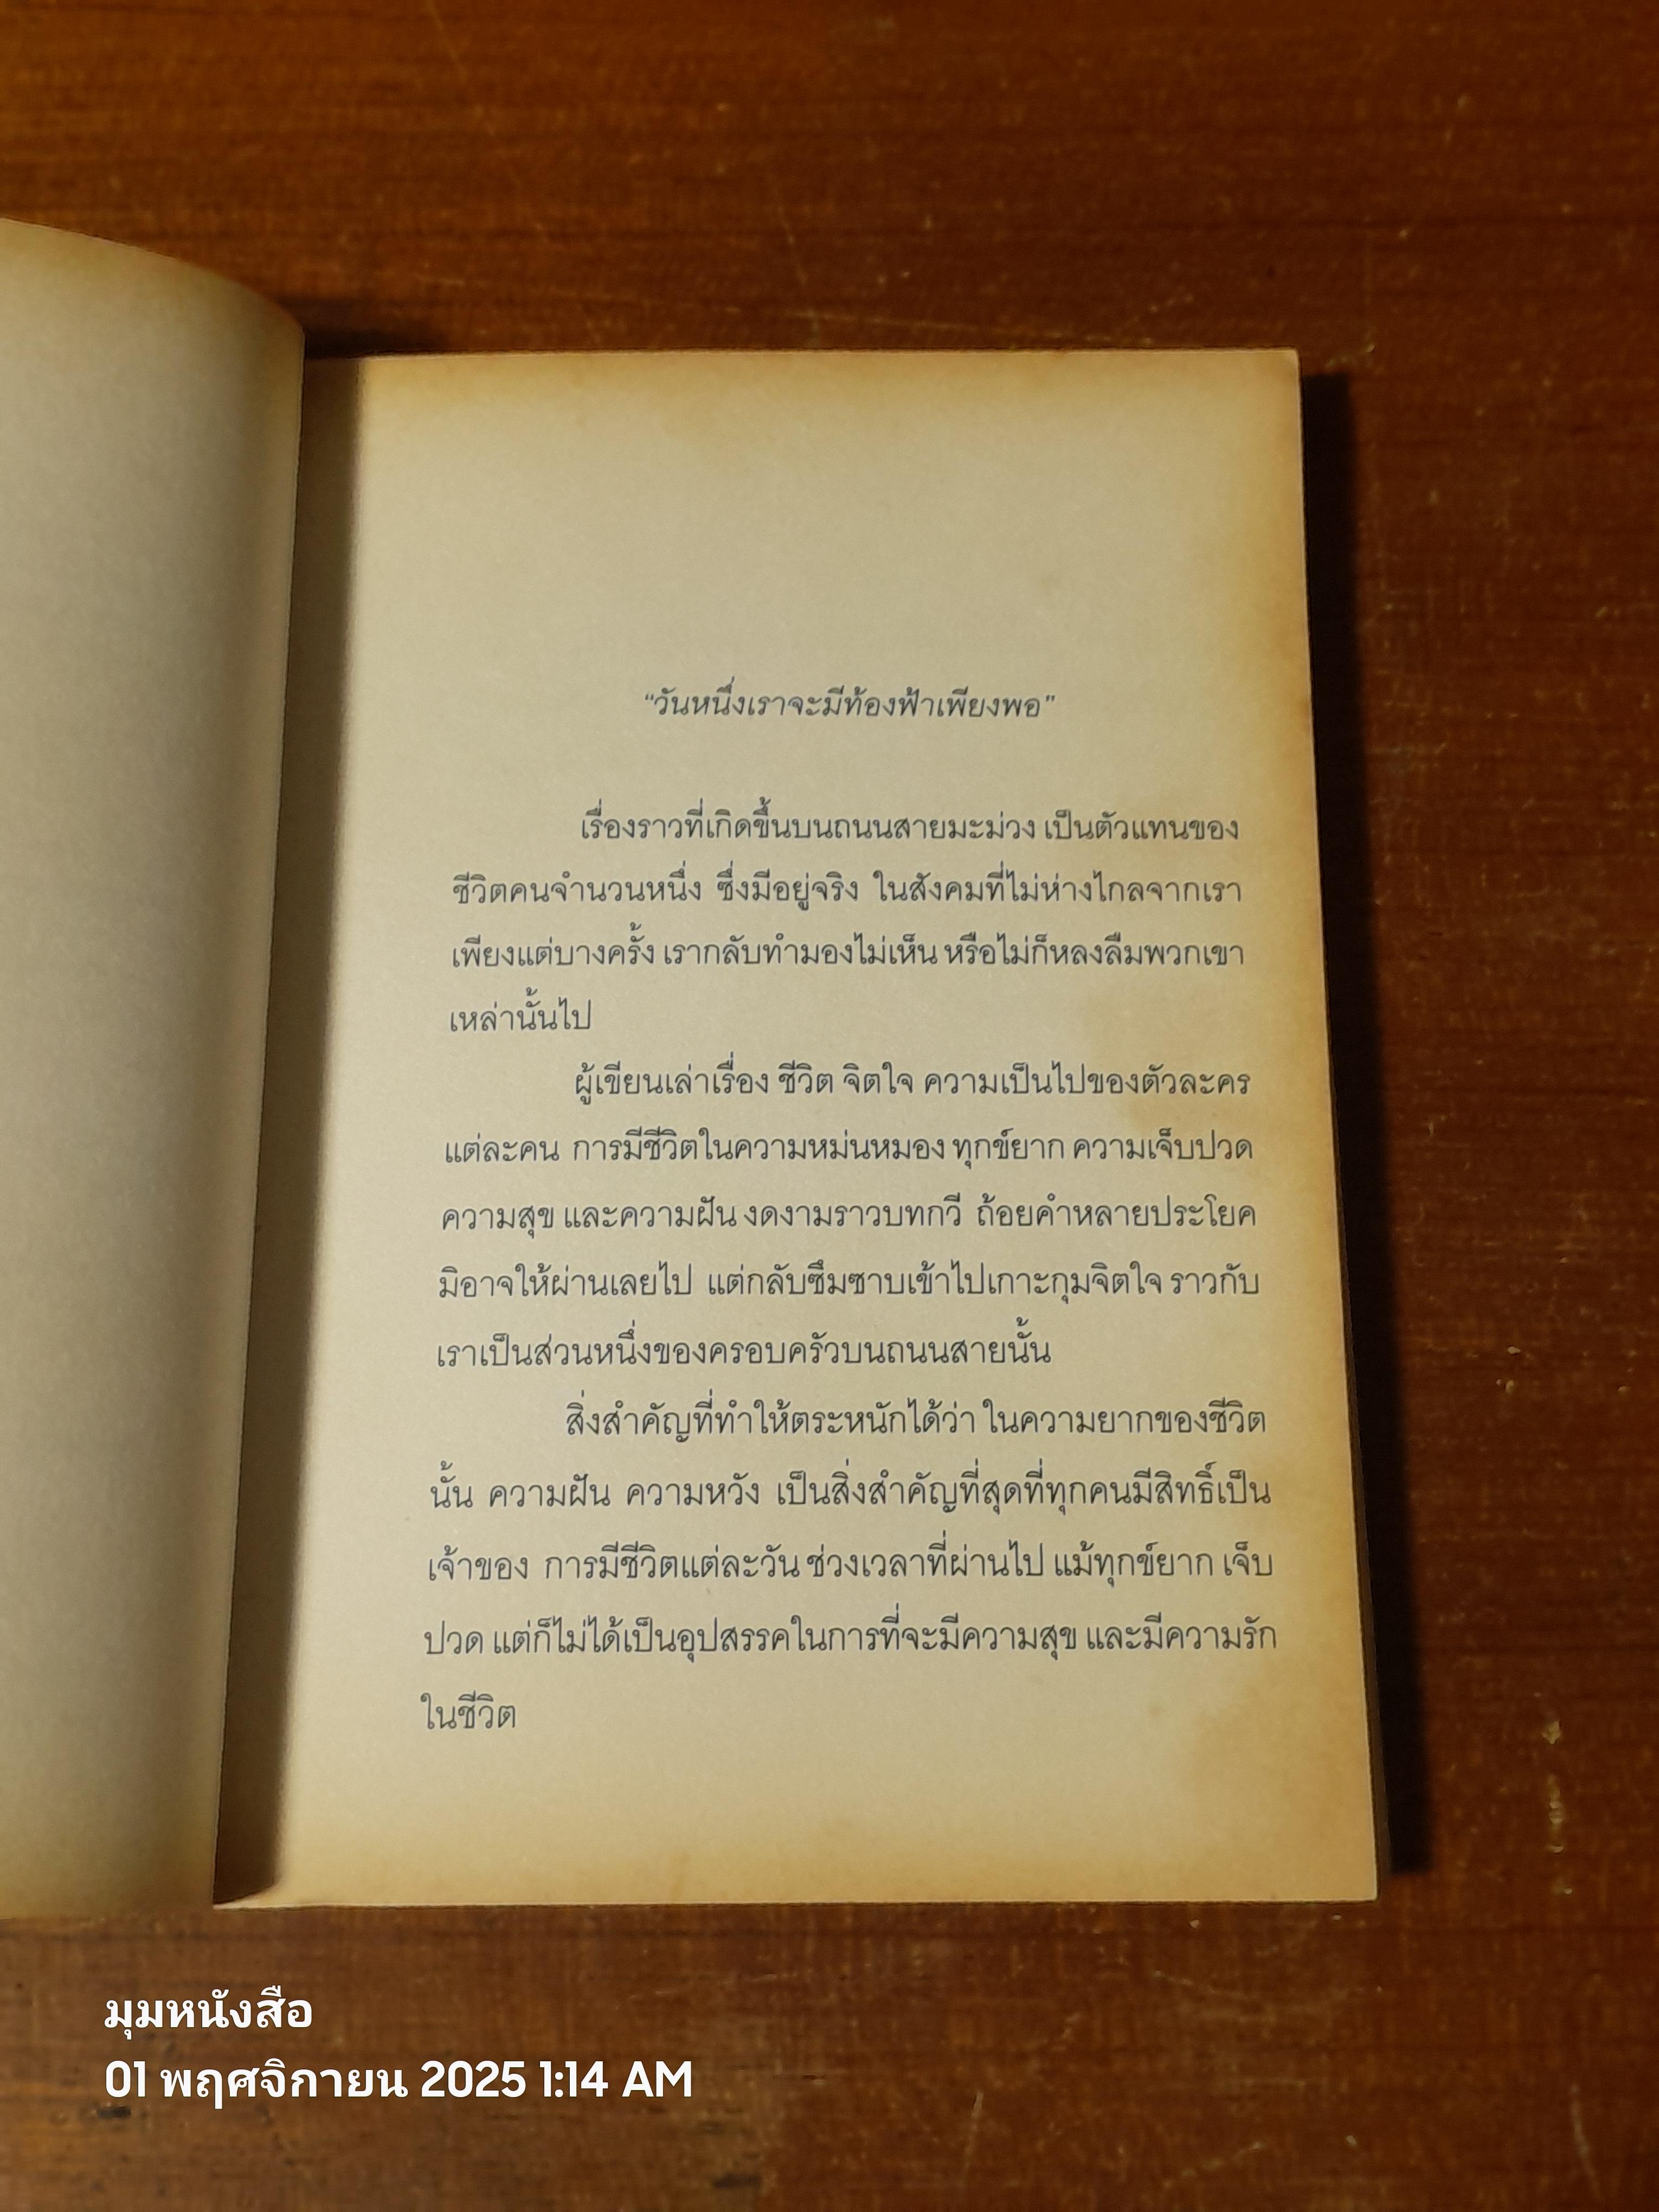 “วันหนึ่งเราจะมีท้องฟ้าเพียงพอ”
เรื่องราวที่เกิดขึ้นบนถนนสายมะม่วง เป็นตัวแทนของ
ชีวิตคนจำนวนหนึ่ง ซึ่งมีอยู่จริง ในสังคมที่ไม่ห่างไกลจากเรา
เพียงแต่บางครั้ง เรากลับทำมองไม่เห็น หรือไม่ก็หลงลืมพวกเขา
เหล่านั้นไป
ผู้เขียนเล่าเรื่อง ชีวิต จิตใจ ความเป็นไปของตัวละคร
แต่ละคน การมีชีวิตในความหม่นหมอง ทุกข์ยาก ความเจ็บปวด
ความสุข และความฝัน งดงามราวบทกวี ถ้อยคำหลายประโยค
มิอาจให้ผ่านเลยไป แต่กลับซึมซาบเข้าไปเกาะกุมจิตใจ ราวกับ
เราเป็นส่วนหนึ่งของครอบครัวบนถนนสายนั้น
สิ่งสำคัญที่ทำให้ตระหนักได้ว่า ในความยากของชีวิต
นั้น ความฝัน ความหวัง เป็นสิ่งสำคัญที่สุดที่ทุกคนมีสิทธิ์เป็น
เจ้าของ การมีชีวิตแต่ละวัน ช่วงเวลาที่ผ่านไป แม้ทุกข์ยาก เจ็บ
ปวด แต่ก็ไม่ได้เป็นอุปสรรคในการที่จะมีความสุข และมีความรัก
ในชีวิต
มุมหนังสือ
01 พฤศจิกายน 2025 1:14 AM